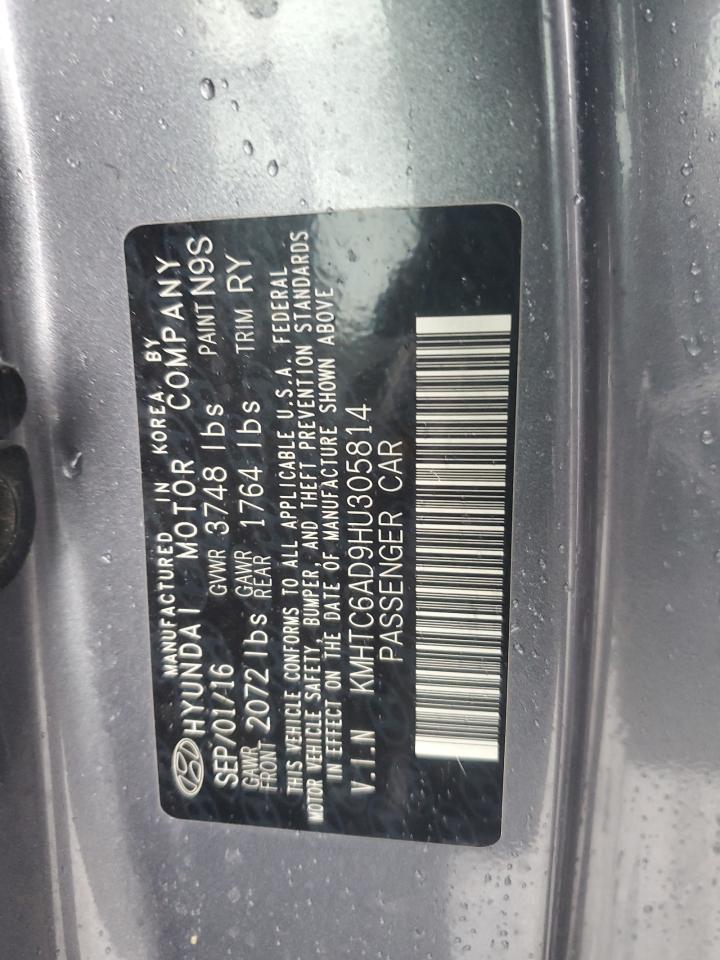 MANUFACTURED IN KOREA BY
HYUNDAI MOTOR COMPANY
SEP/01/16 GVWR 3748 lbs PAINT N9S
GAWR FRONT 2072 lbs GAWR REAR 1764 lbs TRIM RY
THIS VEHICLE CONFORMS TO ALL APPLICABLE U.S.A. FEDERAL
MOTOR VEHICLE SAFETY, BUMPER, AND THEFT PREVENTION STANDARDS
IN EFFECT ON THE DATE OF MANUFACTURE SHOWN ABOVE
V.I.N KMHTC6AD9HU305814
PASSENGER CAR